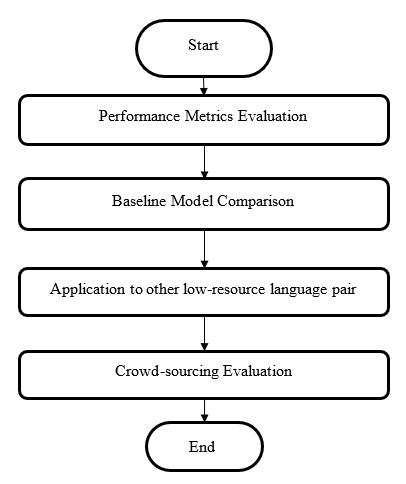 Start
Performance Metrics Evaluation
Baseline Model Comparison
Application to other low-resource language pair
Crowd-sourcing Evaluation
End